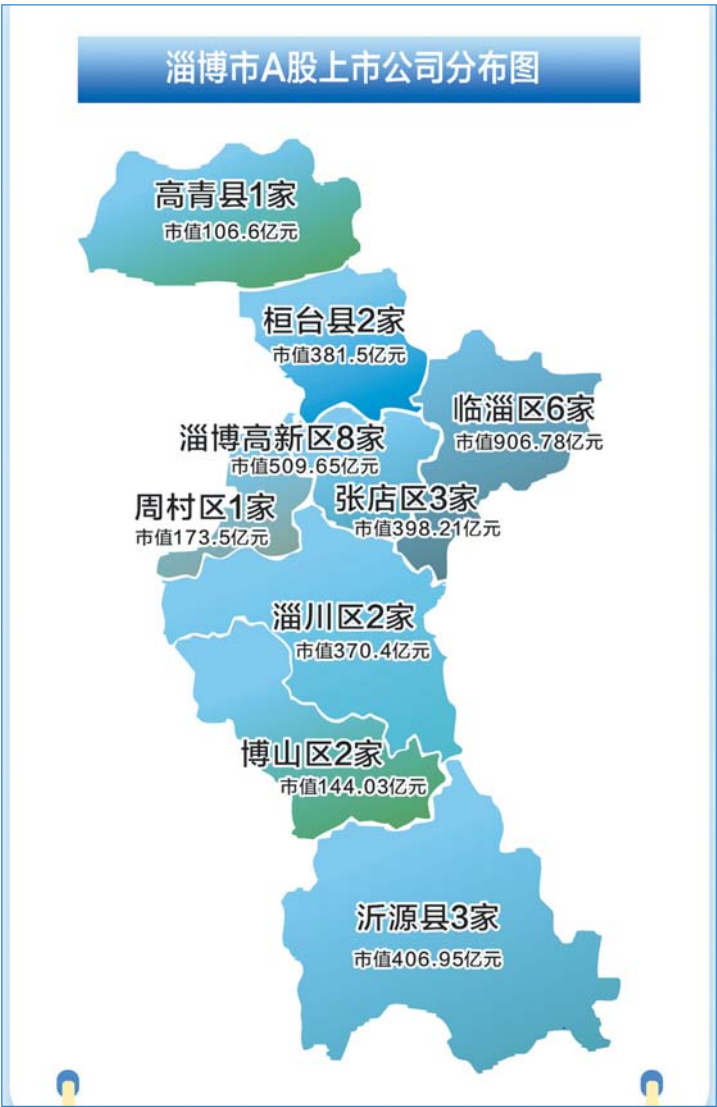 淄博市A股上市公司分布图
高青县1家
市值106.6亿元
桓台县2家
市值381.5亿元
临淄区6家
市值906.78亿元
淄博高新区8家
市值509.65亿元
周村区1家
市值173.5亿元
张店区3家
市值398.21亿元
淄川区2家
市值370.4亿元
博山区2家
市值144.03亿元
沂源县3家
市值406.95亿元